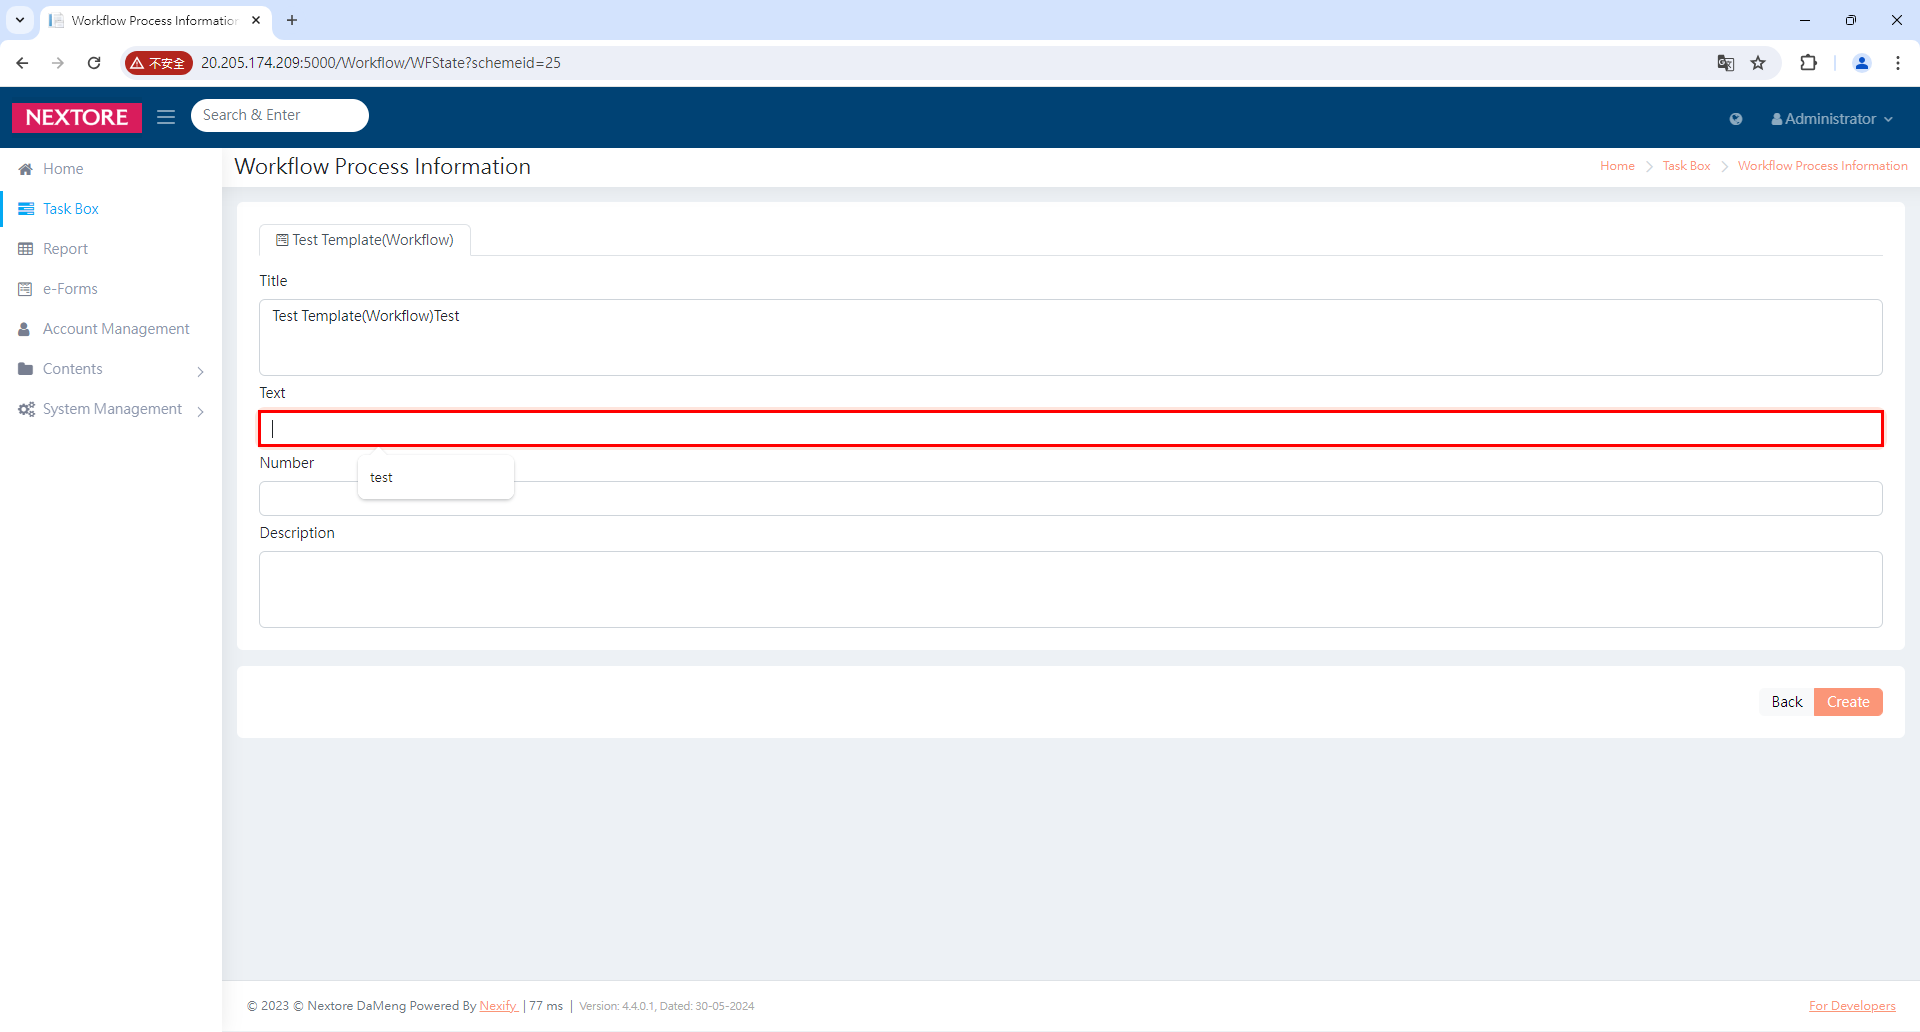 Workflow Process Information
不安全
20.205.174.209:5000/Workflow/WFState?schemeid=25
NEXTORE
Search & Enter
Administrator
Home
Task Box
Report
e-Forms
Account Management
Contents
System Management
Workflow Process Information
Home
Task Box
Workflow Process Information
Test Template(Workflow)
Title
Test Template(Workflow)Test
Text
Number
test
Description
Back
Create
© 2023 © Nextore DaMeng Powered By Nexify | 77 ms | Version: 4.4.0.1, Dated: 30-05-2024
For Developers